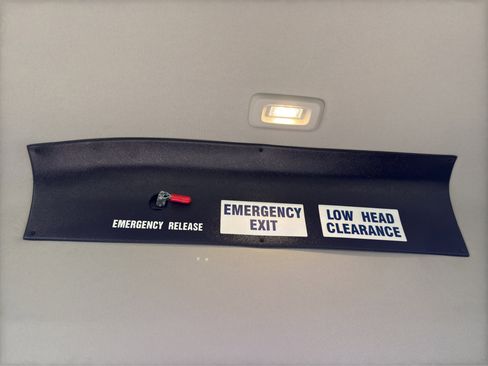 EMERGENCY RELEASE
EMERGENCY
EXIT
LOW HEAD
CLEARANCE